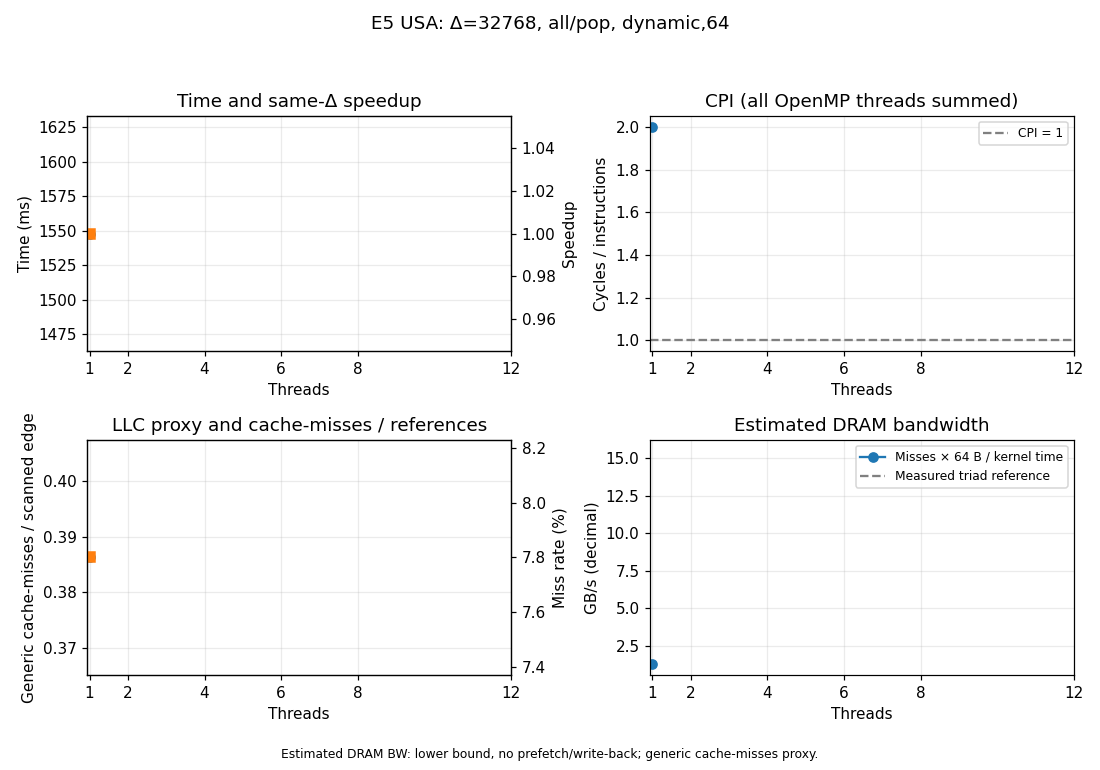 E5 USA: Δ=32768, all/pop, dynamic,64
Time and same-Δ speedup
Time (ms)
1625
1600
1575
1550
1525
1500
1475
1.04
1.02
1.00
0.98
0.96
Speedup
1 2 4 6 8 12
Threads
CPI (all OpenMP threads summed)
Cycles / instructions
2.0
1.8
1.6
1.4
1.2
1.0
CPI = 1
1 2 4 6 8 12
Threads
LLC proxy and cache-misses / references
Generic cache-misses / scanned edge
0.40
0.39
0.38
0.37
8.2
8.0
7.8
7.6
7.4
Miss rate (%)
1 2 4 6 8 12
Threads
Estimated DRAM bandwidth
GB/s (decimal)
15.0
12.5
10.0
7.5
5.0
2.5
Misses × 64 B / kernel time
Measured triad reference
1 2 4 6 8 12
Threads
Estimated DRAM BW: lower bound, no prefetch/write-back; generic cache-misses proxy.